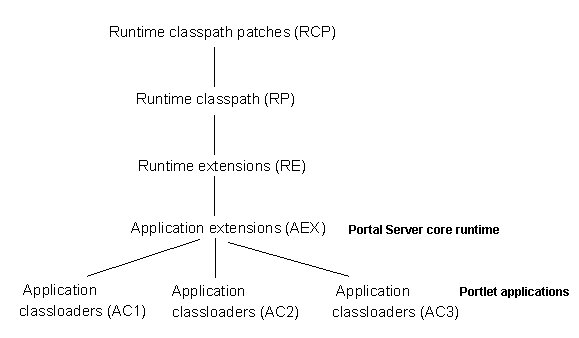 Runtime classpath patches (RCP)
Runtime classpath (RP)
Runtime extensions (RE)
Application extensions (AEX) Portal Server core runtime
Application Application Application Portlet applications
classloaders (AC1) classloaders (AC2) classloaders (AC3)